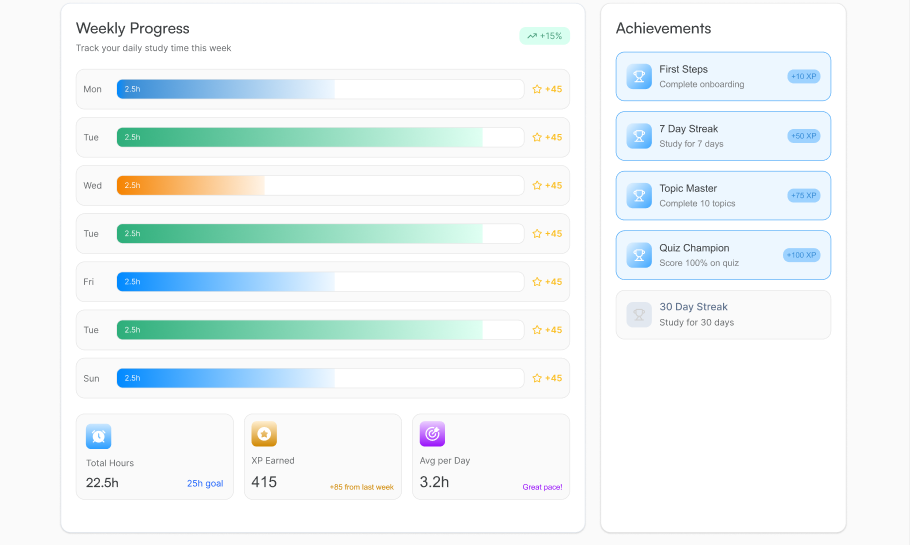 Weekly Progress
Track your daily study time this week
+15%
Mon 2.5h +45
Tue 2.5h +45
Wed 2.5h +45
Tue 2.5h +45
Fri 2.5h +45
Tue 2.5h +45
Sun 2.5h +45
Total Hours
22.5h 25h goal
XP Earned
415 +85 from last week
Avg per Day
3.2h Great pace!
Achievements
First Steps
Complete onboarding
+10 XP
7 Day Streak
Study for 7 days
+50 XP
Topic Master
Complete 10 topics
+75 XP
Quiz Champion
Score 100% on quiz
+100 XP
30 Day Streak
Study for 30 days